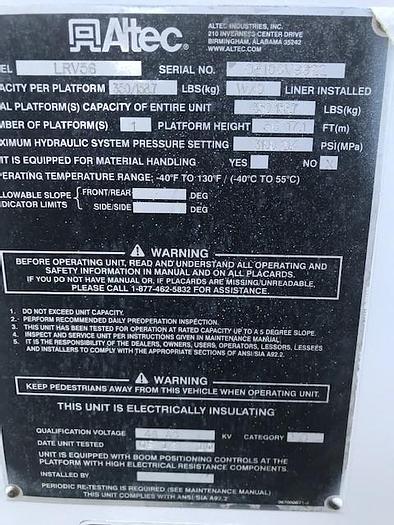 Altec
ALTEC INDUSTRIES, INC.
210 INVERNESS CENTER DRIVE
BIRMINGHAM, ALABAMA 35242
WWW.ALTEC.COM
EL LRV56 SERIAL NO.
ACITY PER PLATFORM 350/158.7 LBS(kg) LINER INSTALLED
AL PLATFORM(S) CAPACITY OF ENTIRE UNIT 350/158.7 LBS(kg)
MBER OF PLATFORM(S) 1 PLATFORM HEIGHT FT(m)
XIMUM HYDRAULIC SYSTEM PRESSURE SETTING PSI(MPa)
IT IS EQUIPPED FOR MATERIAL HANDLING YES NO X
ERATING TEMPERATURE RANGE: -40°F TO 130°F / (-40°C TO 55°C)
LLOWABLE SLOPE FRONT/REAR DEG
DICATOR LIMITS SIDE/SIDE DEG
WARNING
BEFORE OPERATING UNIT, READ AND UNDERSTAND ALL OPERATING AND
SAFETY INFORMATION IN MANUAL AND ON ALL PLACARDS.
IF YOU DO NOT HAVE MANUAL, OR, IF PLACARDS ARE MISSING/UNREADABLE,
PLEASE CALL 1-877-462-5832 FOR ASSISTANCE.
1. DO NOT EXCEED UNIT CAPACITY.
2. PERFORM RECOMMENDED DAILY PREOPERATION INSPECTION.
3. THIS UNIT HAS BEEN TESTED FOR OPERATION AT RATED CAPACITY UP TO A 5 DEGREE SLOPE.
4. INSPECT AND SERVICE UNIT PER INSTRUCTIONS GIVEN IN MAINTENANCE MANUAL.
5. IT IS THE RESPONSIBILITY OF THE DEALERS, OWNERS, USERS, OPERATORS, LESSORS, LESSEES
AND INSTALLERS TO COMPLY WITH THE APPROPRIATE SECTIONS OF ANSI/SIA A92.2.
WARNING
KEEP PEDESTRIANS AWAY FROM THIS VEHICLE WHEN OPERATING UNIT.
THIS UNIT IS ELECTRICALLY INSULATING
QUALIFICATION VOLTAGE KV CATEGORY
DATE UNIT TESTED
UNIT IS EQUIPPED WITH BOOM POSITIONING CONTROLS AT THE
PLATFORM WITH HIGH ELECTRICAL RESISTANCE COMPONENTS.
INSTALLED BY
PERIODIC RE-TESTING IS REQUIRED (SEE MAINTENANCE MANUAL)
THIS UNIT COMPLIES WITH ANSI/SIA A92.2